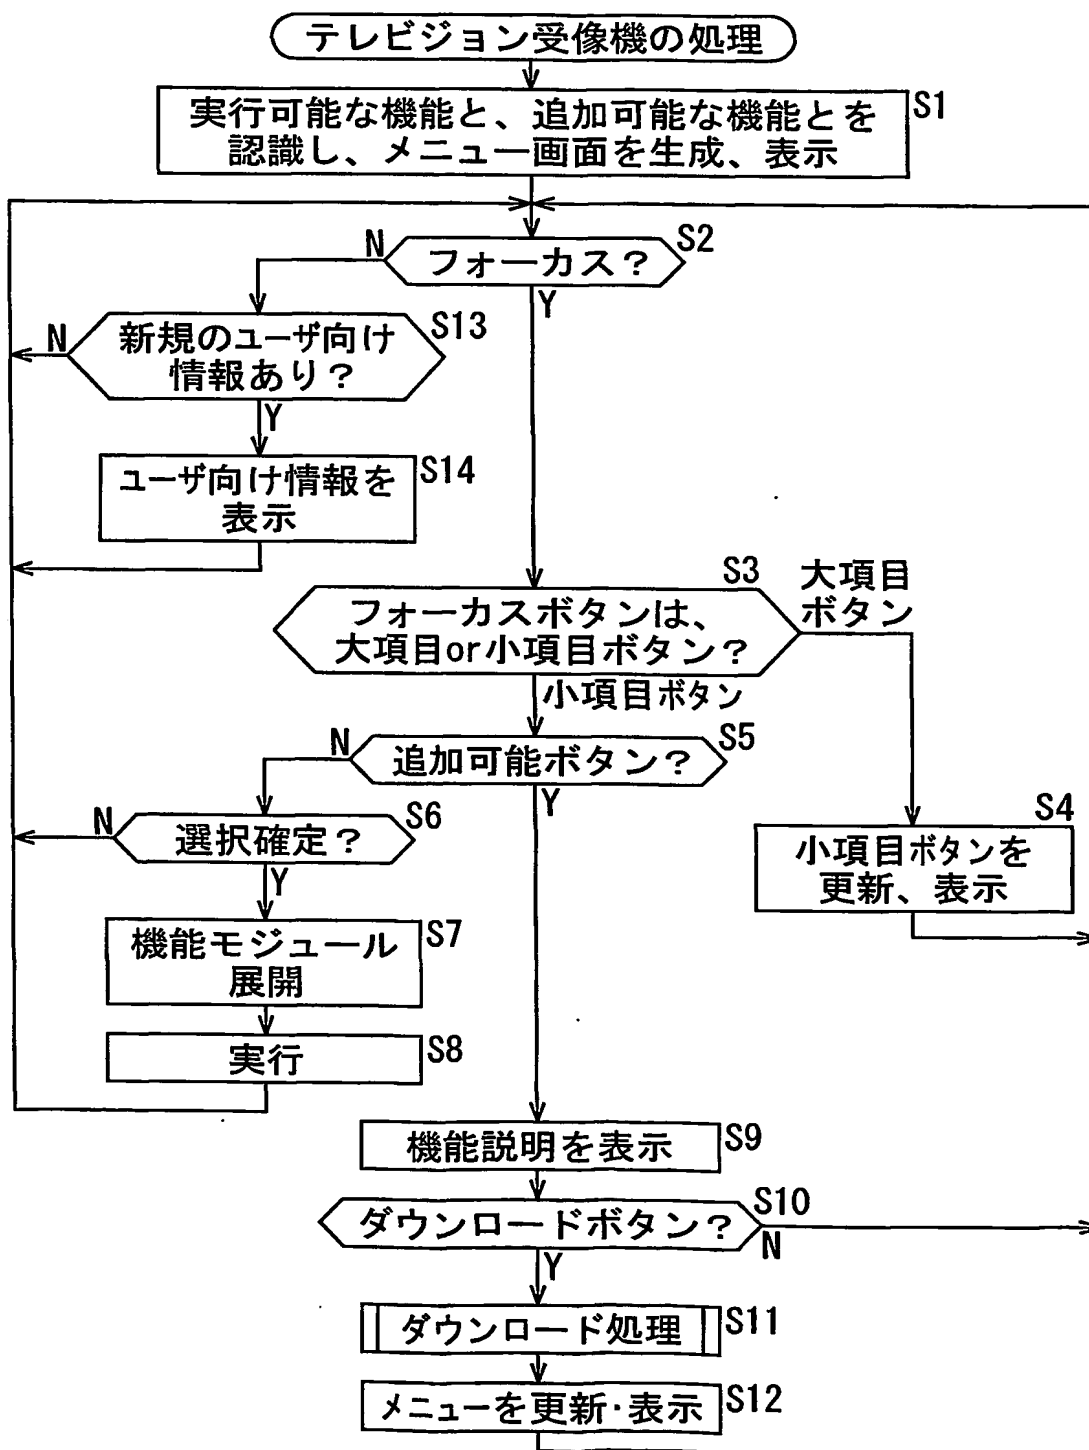 テレビジョン受像機の処理
S1
実行可能な機能と、追加可能な機能とを
認識し、メニュー画面を生成、表示
S2
フォーカス？
N
Y
S13
新規のユーザ向け
情報あり？
N
Y
S14
ユーザ向け情報を
表示
S3
フォーカスボタンは、
大項目or小項目ボタン？
大項目
ボタン
小項目ボタン
S5
追加可能ボタン？
N
Y
S4
小項目ボタンを
更新、表示
S6
選択確定？
N
Y
S7
機能モジュール
展開
S8
実行
S9
機能説明を表示
S10
ダウンロードボタン？
N
Y
S11
ダウンロード処理
S12
メニューを更新・表示